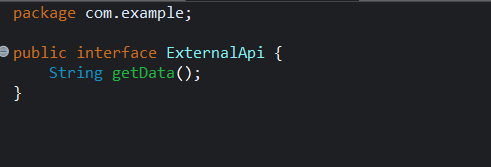 package com.example;
public interface ExternalApi {
    String getData();
}